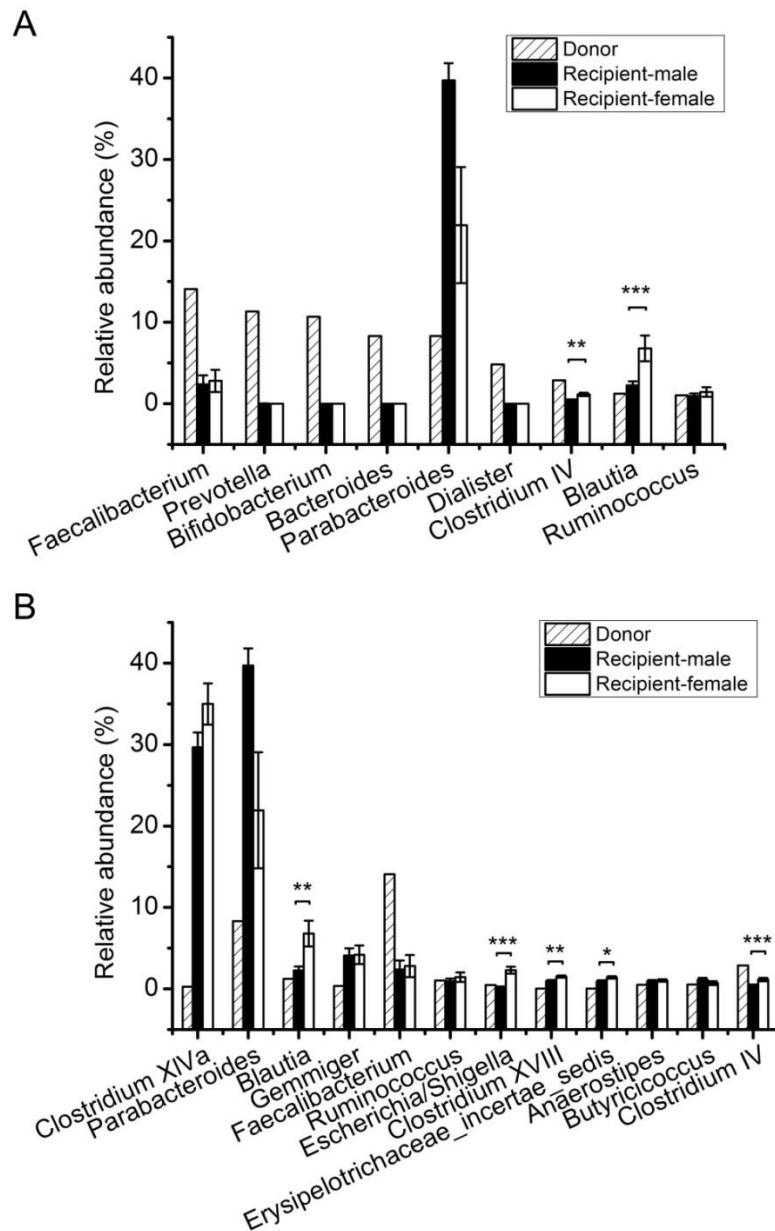 A
Donor
Recipient-male
Recipient-female
Relative abundance (%)
40
30
20
10
0
**
***
Faecalibacterium
Prevotella
Bifidobacterium
Bacteroides
Parabacteroides
Dialister
Clostridium IV
Blautia
Ruminococcus
B
Donor
Recipient-male
Recipient-female
Relative abundance (%)
40
30
20
10
0
**
***
**
*
***
Clostridium XIVa
Parabacteroides
Blautia
Gemmiger
Faecalibacterium
Ruminococcus
Escherichia/Shigella
Clostridium XVIII
Erysipelotrichaceae_incertae_sedis
Anaerostipes
Butyricicoccus
Clostridium IV